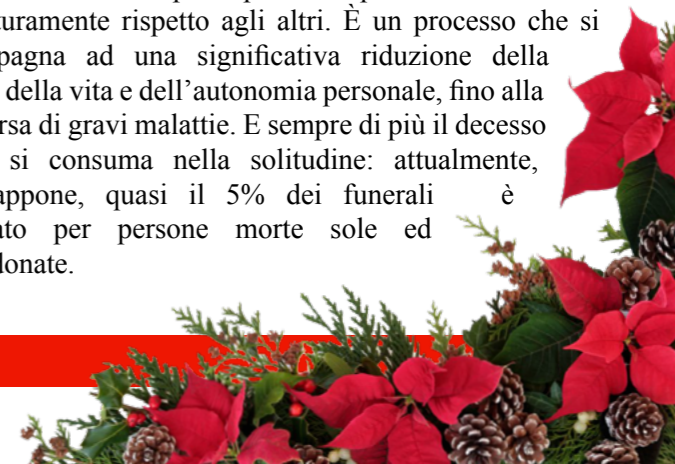 turamente rispetto agli altri. È un processo che si
pagna ad una significativa riduzione della
della vita e dell’autonomia personale, fino alla
rsa di gravi malattie. E sempre di più il decesso
si consuma nella solitudine: attualmente,
appone, quasi il 5% dei funerali è
ato per persone morte sole ed
donate.